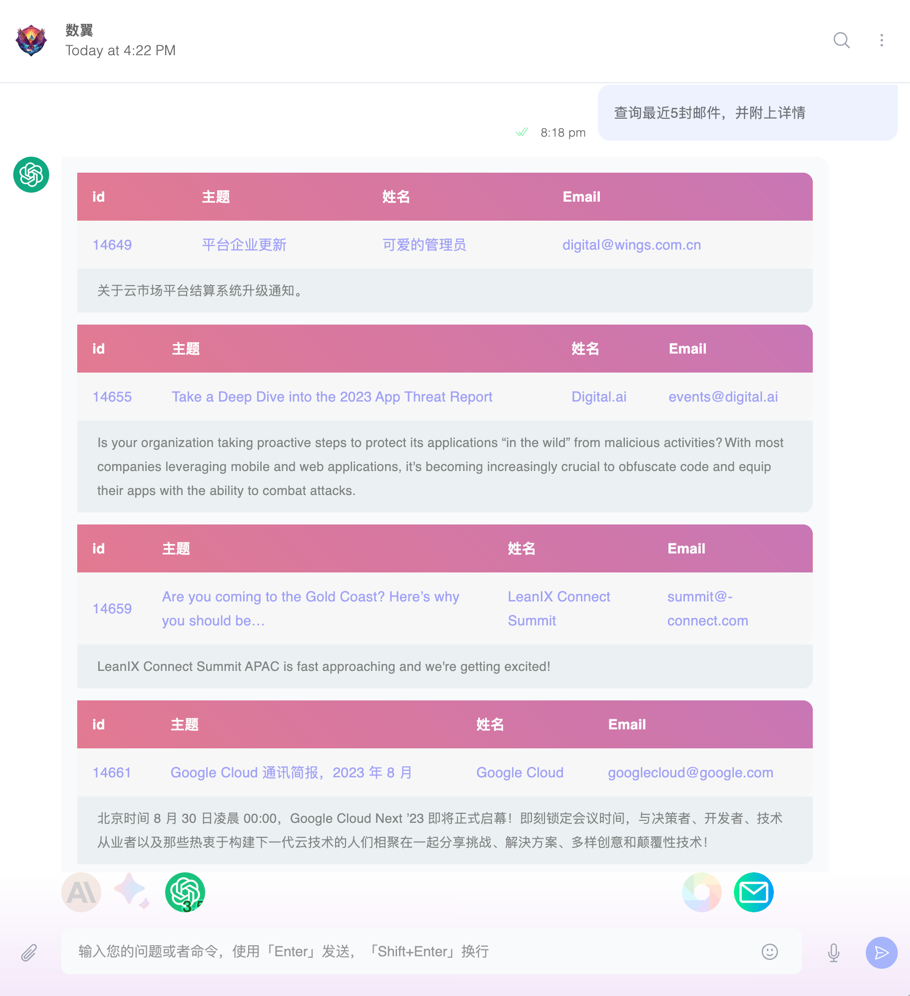 数翼
Today at 4:22 PM
查询最近5封邮件，并附上详情
8:18 pm
id 主题 姓名 Email
14649 平台企业更新 可爱的管理员 digital@wings.com.cn
关于云市场平台结算系统升级通知。
id 主题 姓名 Email
14655 Take a Deep Dive into the 2023 App Threat Report Digital.ai events@digital.ai
Is your organization taking proactive steps to protect its applications “in the wild” from malicious activities? With most
companies leveraging mobile and web applications, it's becoming increasingly crucial to obfuscate code and equip
their apps with the ability to combat attacks.
id 主题 姓名 Email
14659 Are you coming to the Gold Coast? Here’s why LeanIX Connect summit@-
you should be… Summit connect.com
LeanIX Connect Summit APAC is fast approaching and we're getting excited!
id 主题 姓名 Email
14661 Google Cloud 通讯简报，2023 年 8 月 Google Cloud googlecloud@google.com
北京时间 8 月 30 日凌晨 00:00，Google Cloud Next ’23 即将正式启幕！即刻锁定会议时间，与决策者、开发者、技术
从业者以及那些热衷于构建下一代云技术的人们相聚在一起分享挑战、解決方案、多样创意和颠覆性技术！
3.5
输入您的问题或者命令，使用「Enter」发送，「Shift+Enter」换行